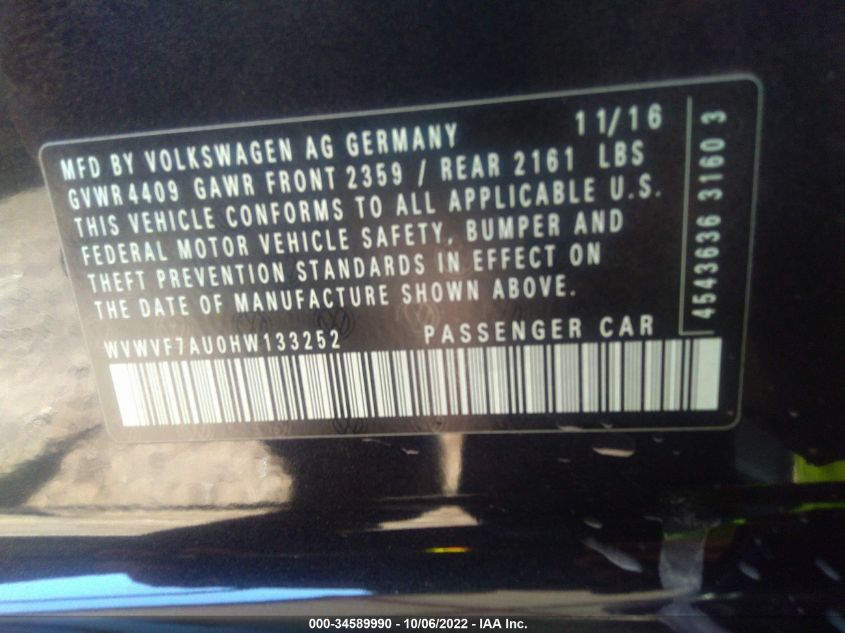 MFD BY VOLKSWAGEN AG GERMANY 11/16
GVWR4409 GAWR FRONT 2359 / REAR 2161 LBS
THIS VEHICLE CONFORMS TO ALL APPLICABLE U.S.
FEDERAL MOTOR VEHICLE SAFETY, BUMPER AND
THEFT PREVENTION STANDARDS IN EFFECT ON
THE DATE OF MANUFACTURE SHOWN ABOVE.
WVWVF7AU0HW133252 PASSENGER CAR
4543636 3160 3
000-34589990 - 10/06/2022 - IAA Inc.